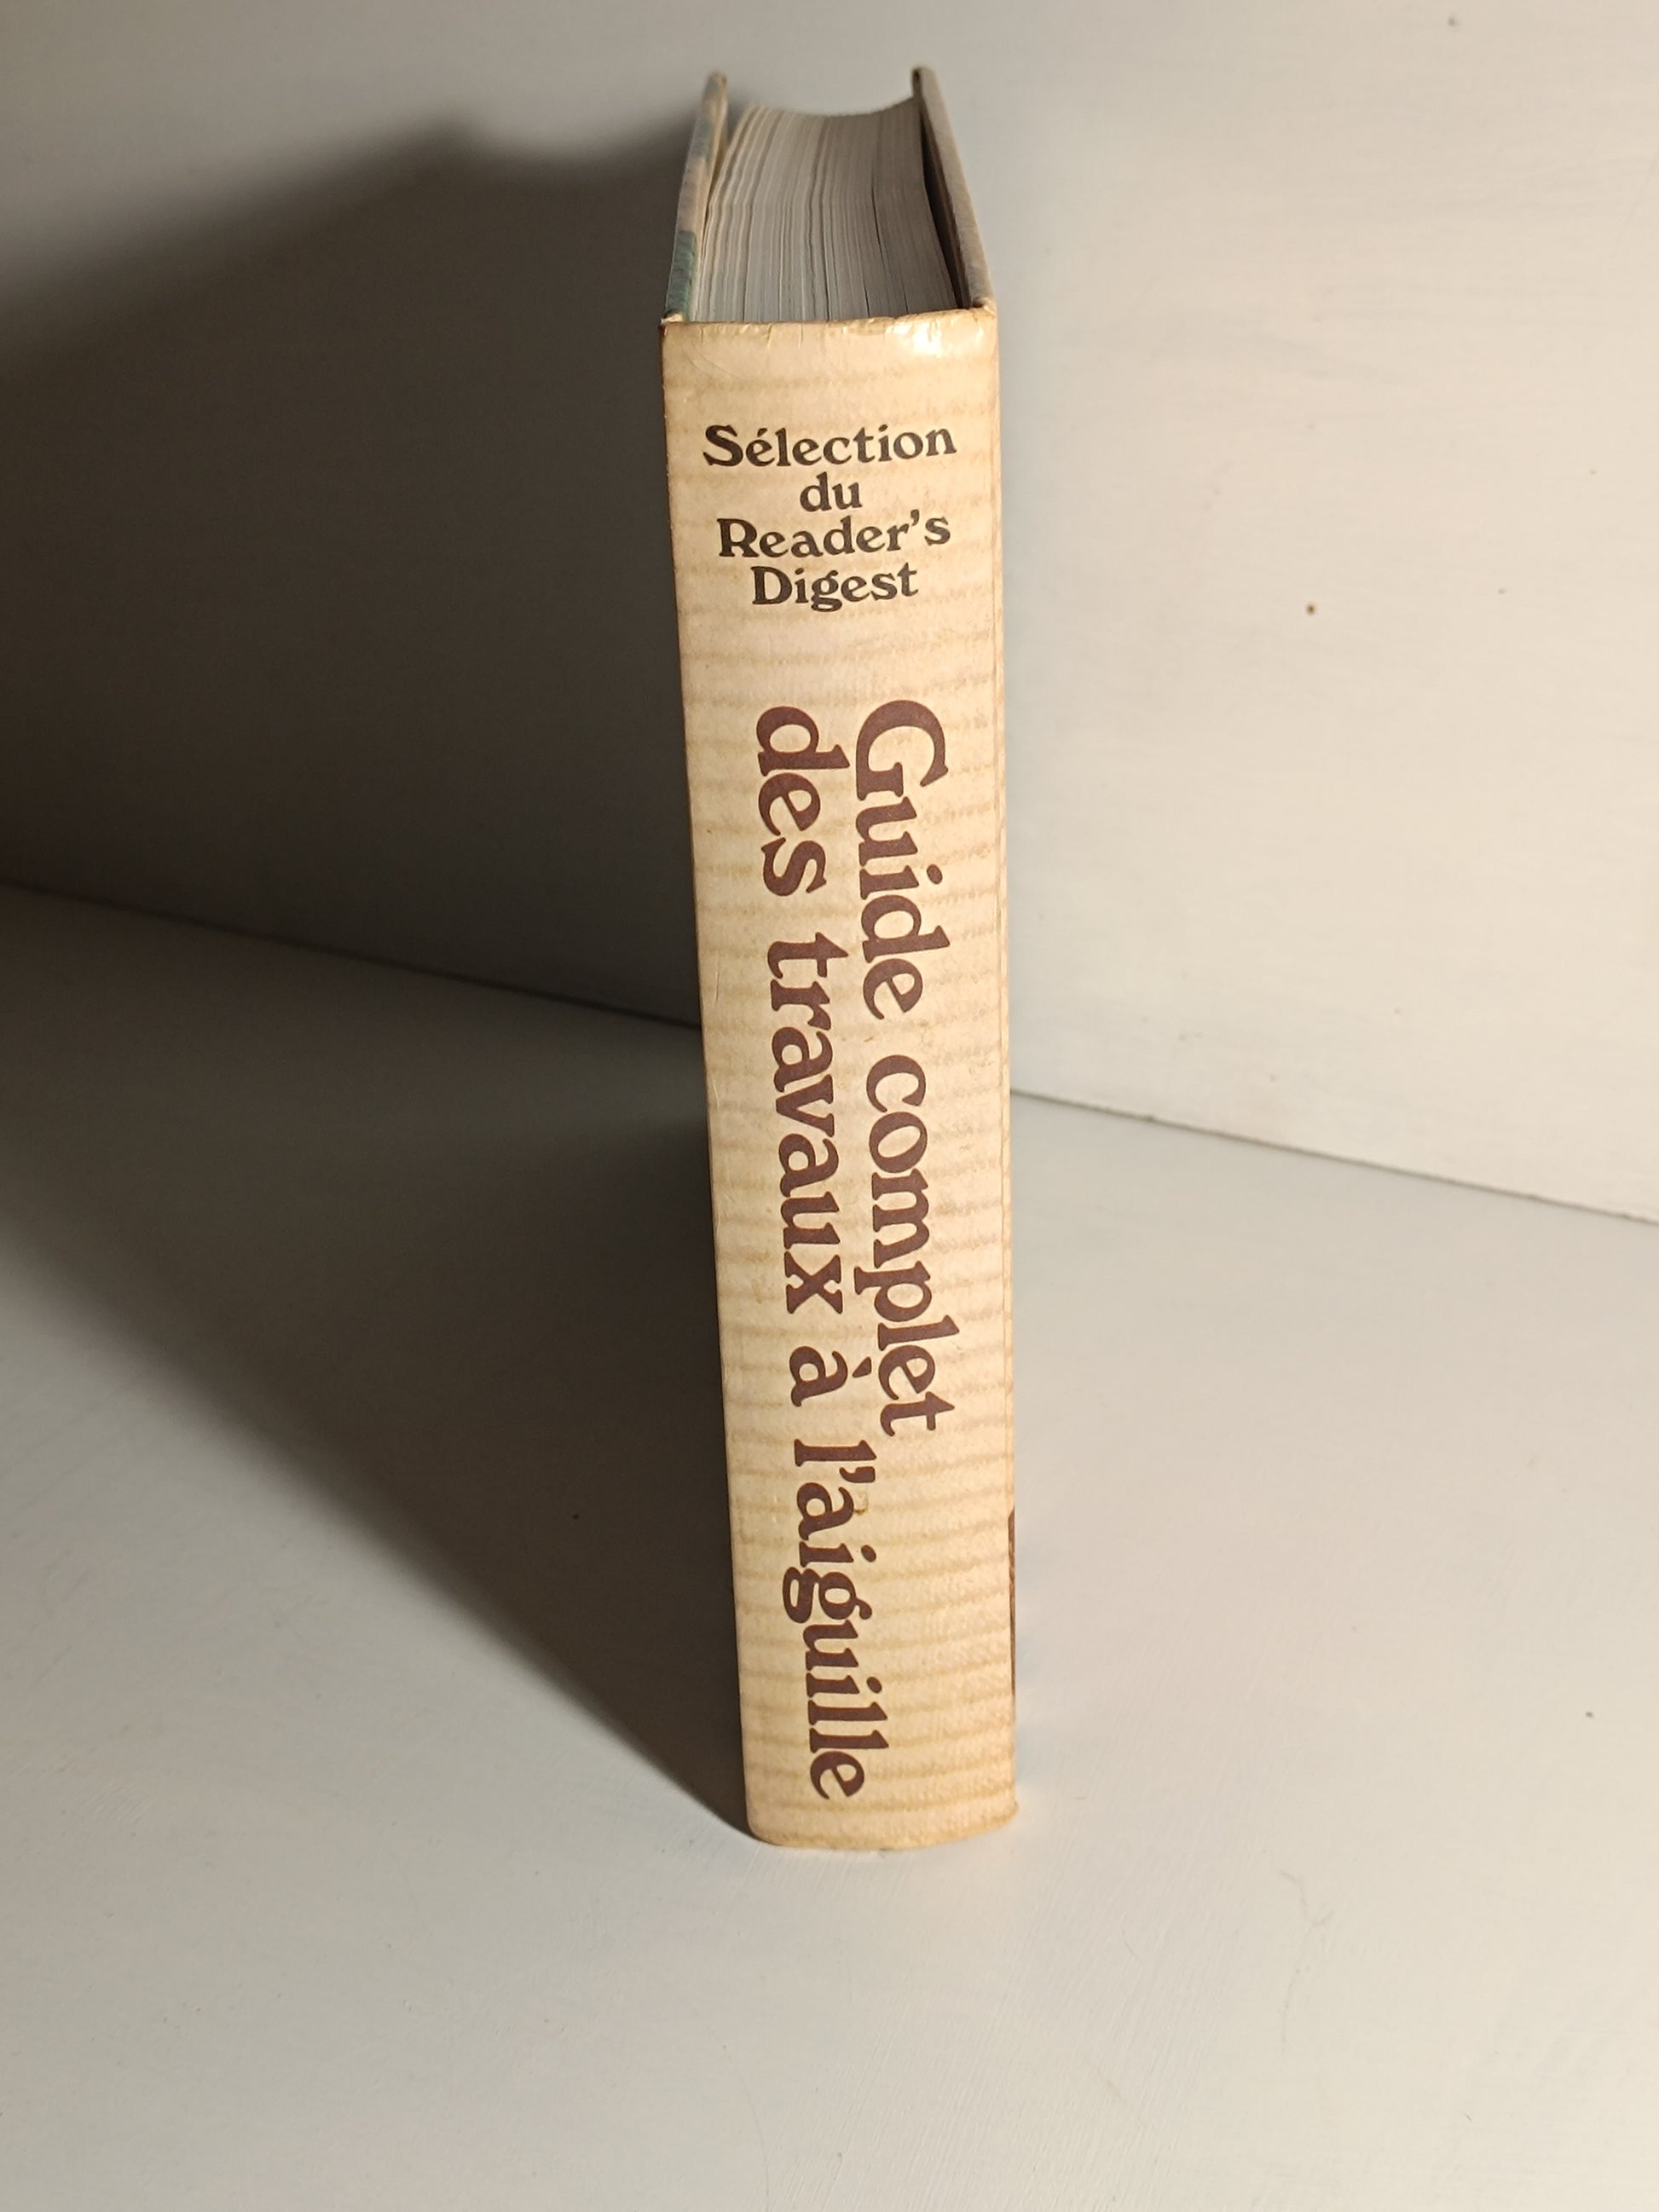 Sélection
du
Reader's
Digest
Guide complet
des travaux à l'aiguille